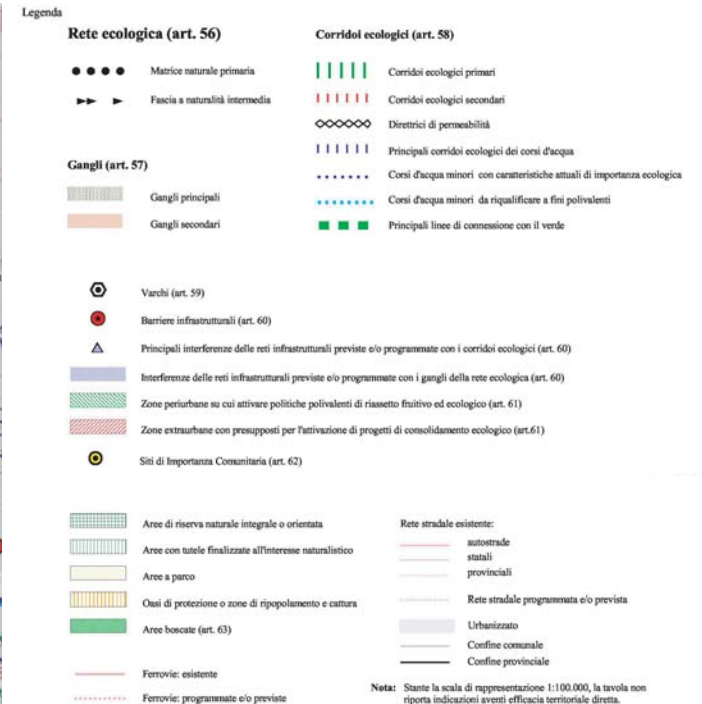 Legenda
Rete ecologica (art. 56)
Matrice naturale primaria
Fascia a naturalità intermedia
Gangli (art. 57)
Gangli principali
Gangli secondari
Corridoi ecologici (art. 58)
Corridoi ecologici primari
Corridoi ecologici secondari
Direttrici di permeabilità
Principali corridoi ecologici dei corsi d'acqua
Corsi d'acqua minori con caratteristiche attuali di importanza ecologica
Corsi d'acqua minori da riqualificare a fini polivalenti
Principali linee di connessione con il verde
Varchi (art. 59)
Barriere infrastrutturali (art. 60)
Principali interferenze delle reti infrastrutturali previste e/o programmate con i corridoi ecologici (art. 60)
Interferenze delle reti infrastrutturali previste e/o programmate con i gangli della rete ecologica (art. 60)
Zone periurbane su cui attivare politiche polivalenti di riassetto fruitivo ed ecologico (art. 61)
Zone extraurbane con presupposti per l'attivazione di progetti di consolidamento ecologico (art.61)
Siti di Importanza Comunitaria (art. 62)
Aree di riserva naturale integrale o orientata
Aree con tutele finalizzate all'interesse naturalistico
Aree a parco
Oasi di protezione o zone di ripopolamento e cattura
Aree boscate (art. 63)
Ferrovie: esistente
Ferrovie: programmate e/o previste
Rete stradale esistente:
autostrade
statali
provinciali
Rete stradale programmata e/o prevista
Urbanizzato
Confine comunale
Confine provinciale
Nota: Stante la scala di rappresentazione 1:100.000, la tavola non
riporta indicazioni aventi efficacia territoriale diretta.